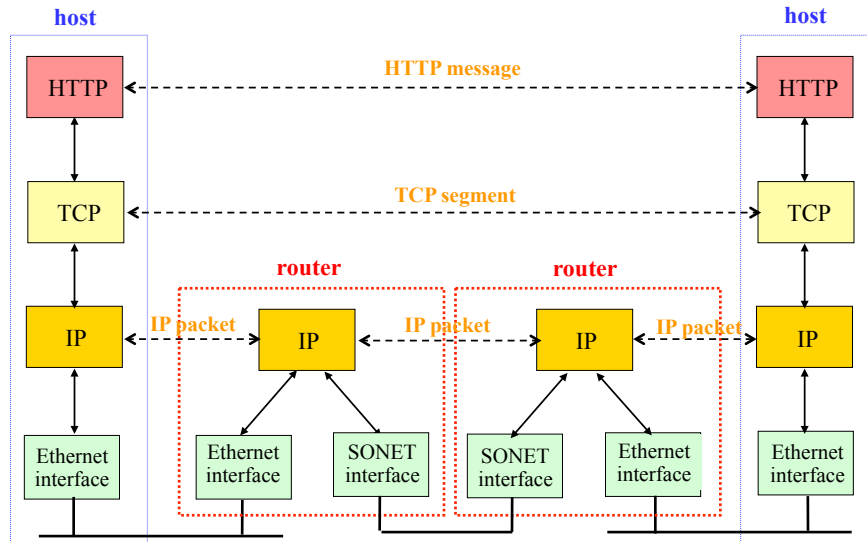 host
host
HTTP
HTTP message
HTTP
TCP
TCP segment
TCP
router
router
IP
IP packet
IP
IP packet
IP
IP packet
IP
Ethernet
interface
Ethernet
interface
SONET
interface
SONET
interface
Ethernet
interface
Ethernet
interface